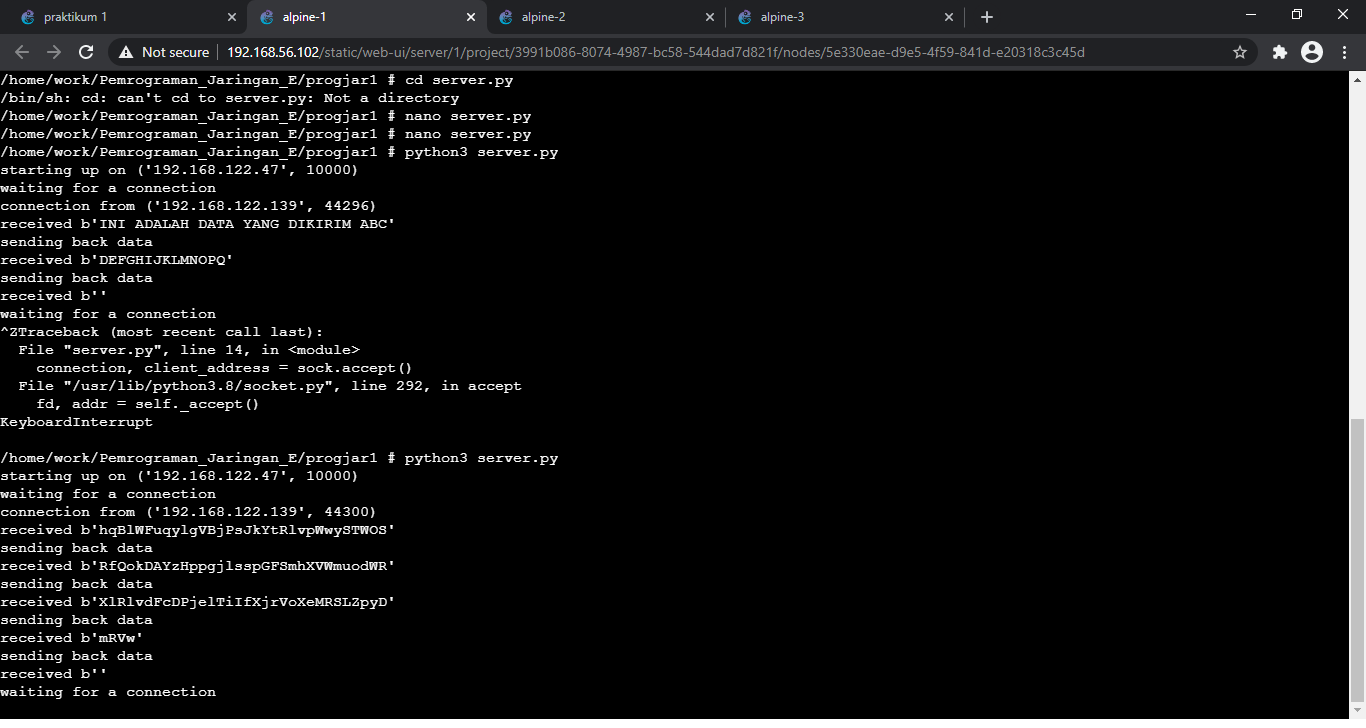 praktikum 1
alpine-1
alpine-2
alpine-3
Not secure
192.168.56.102/static/web-ui/server/1/project/3991b086-8074-4987-bc58-544dad7d821f/nodes/5e330eae-d9e5-4f59-841d-e20318c3c45d
/home/work/Pemrograman_Jaringan_E/progjar1 # cd server.py
/bin/sh: cd: can't cd to server.py: Not a directory
/home/work/Pemrograman_Jaringan_E/progjar1 # nano server.py
/home/work/Pemrograman_Jaringan_E/progjar1 # nano server.py
/home/work/Pemrograman_Jaringan_E/progjar1 # python3 server.py
starting up on ('192.168.122.47', 10000)
waiting for a connection
connection from ('192.168.122.139', 44296)
received b'INI ADALAH DATA YANG DIKIRIM ABC'
sending back data
received b'DEFGHIJKLMNOPQ'
sending back data
received b''
waiting for a connection
^ZTraceback (most recent call last):
  File "server.py", line 14, in <module>
    connection, client_address = sock.accept()
  File "/usr/lib/python3.8/socket.py", line 292, in accept
    fd, addr = self._accept()
KeyboardInterrupt
/home/work/Pemrograman_Jaringan_E/progjar1 # python3 server.py
starting up on ('192.168.122.47', 10000)
waiting for a connection
connection from ('192.168.122.139', 44300)
received b'hqBlWFuqylgVBjPsJkYtRlvpWwySTWOS'
sending back data
received b'RfQokDAYzHppgjlsspGFSmhXVWmuodWR'
sending back data
received b'XlRlvdFcDPjelTiIfXjrVoXeMRSLZpyD'
sending back data
received b'mRVw'
sending back data
received b''
waiting for a connection